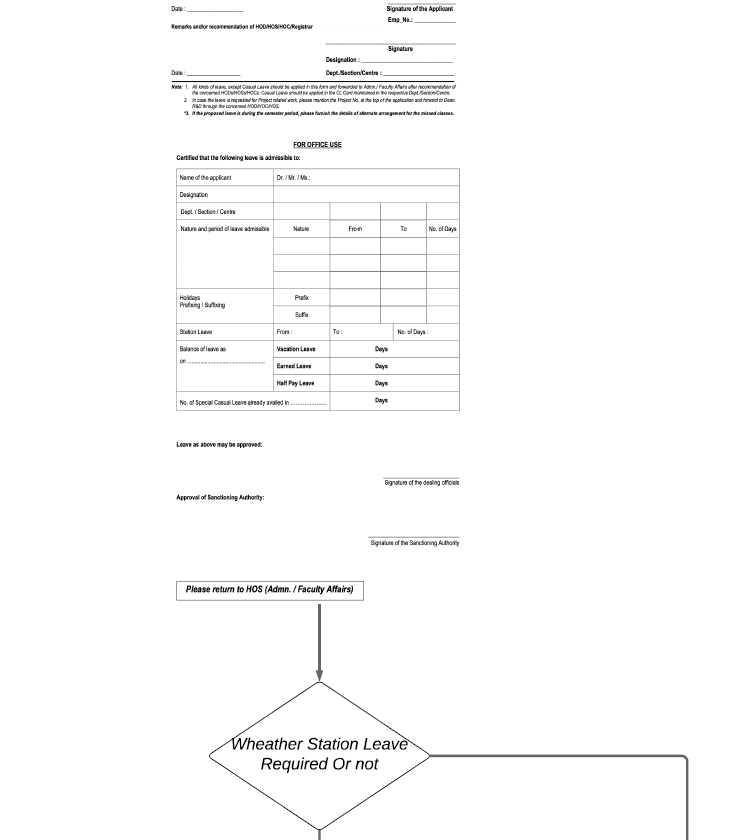 Date : ____________________
Signature of the Applicant
Emp_No.: ______________
Remarks and/or recommendation of HOD/HOS/HOC/Registrar
Signature
Designation : ________________________________
Date : ___________________
Dept./Section/Centre : _________________________
Note: 1. All kinds of leave, except Casual Leave should be applied in this form and forwarded to Admn./ Faculty Affairs after recommendation of
the concerned HODs/HOSs/HOCs. Casual Leave should be applied in the CL Card maintained in the respective Dept./Section/Centre.
2. In case the leave is requested for Project related work, please mention the Project No. at the top of the application and forward to Dean,
R&D through the concerned HOD/HOC/HOS.
*3. If the proposed leave is during the semester period, please furnish the details of alternate arrangement for the missed classes.
FOR OFFICE USE
Certified that the following leave is admissible to:
Name of the applicant Dr. / Mr. / Ms.;
Designation
Dept. / Section / Centre
Nature and period of leave admissible Nature From To No. of Days
Holidays Prefix
Prefixing / Suffixing
Suffix
Station Leave From : To : No. of Days :
Balance of leave as Vacation Leave Days
on ................................................
Earned Leave Days
Half Pay Leave Days
No. of Special Casual Leave already availed in ...................... Days
Leave as above may be approved:
Signature of the dealing officials
Approval of Sanctioning Authority:
Signature of the Sanctioning Authority
Please return to HOS (Admn. / Faculty Affairs)
Wheather Station Leave
Required Or not